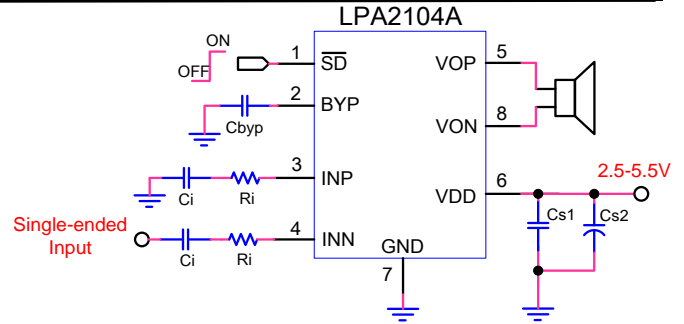 LPA2104A
ON
OFF
1
SD
VOP
5
2
BYP
Cbyp
VON
8
3
INP
Ci
Ri
2.5-5.5V
VDD
6
Single-ended
Input
Ci
Ri
4
INN
GND
7
Cs1
Cs2